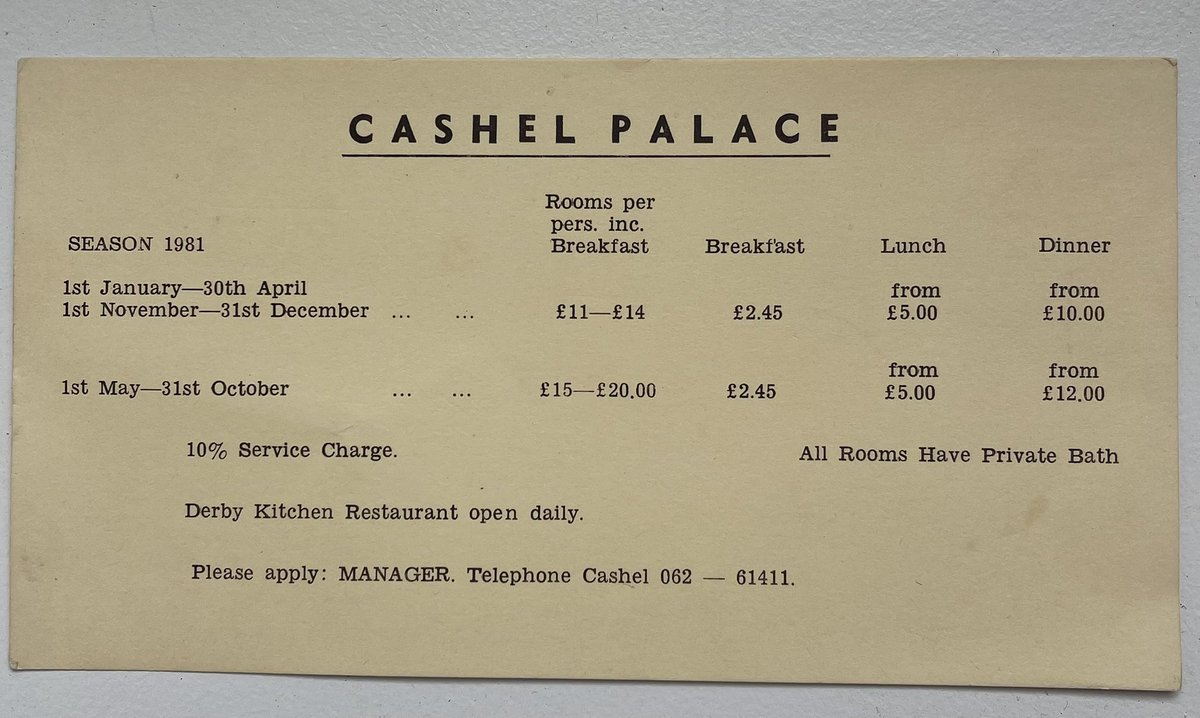 CASHEL PALACE
Rooms per
pers. inc.
SEASON 1981 Breakfast Breakfast Lunch Dinner
1st January—30th April from from
1st November—31st December ... ... £11—£14 £2.45 £5.00 £10.00
from from
1st May—31st October ... ... £15—£20.00 £2.45 £5.00 £12.00
10% Service Charge. All Rooms Have Private Bath
Derby Kitchen Restaurant open daily.
Please apply: MANAGER. Telephone Cashel 062 — 61411.